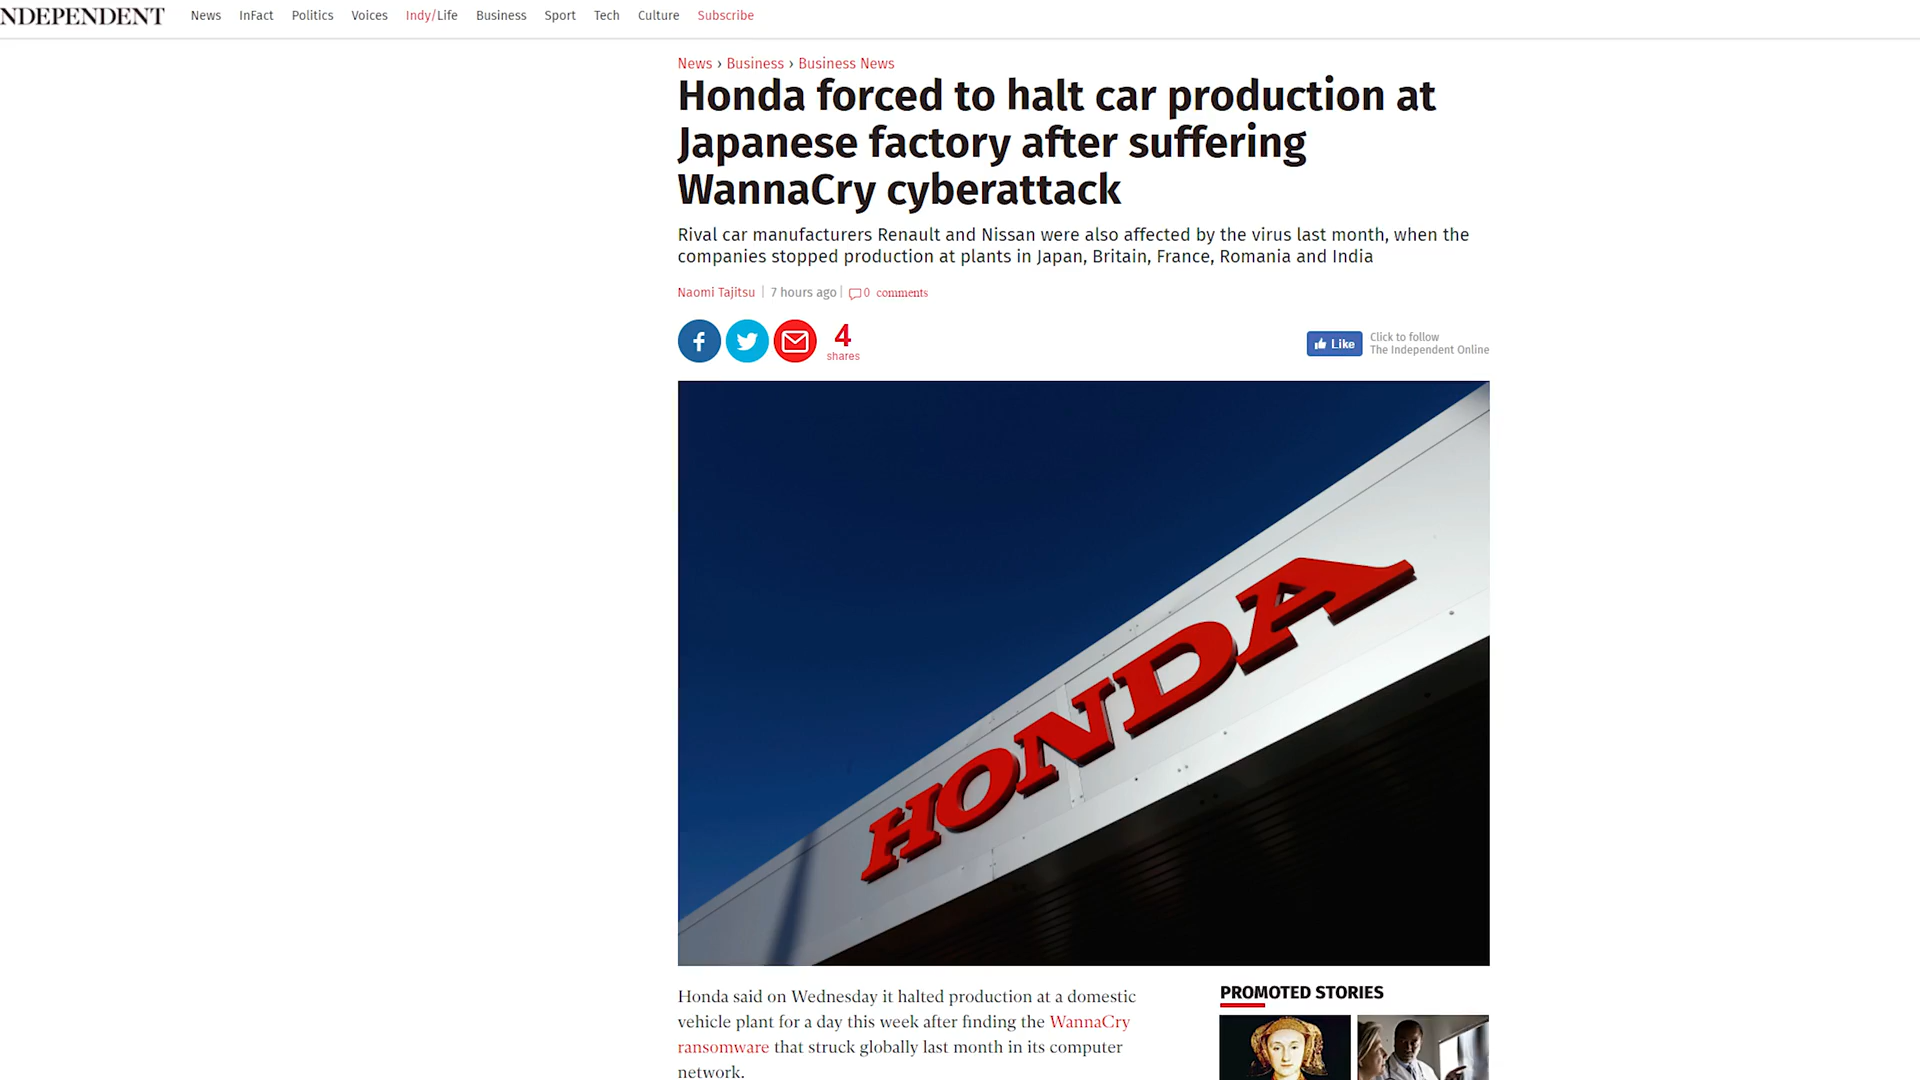 NDEPENDENT News InFact Politics Voices Indy/Life Business Sport Tech Culture Subscribe
News › Business › Business News
Honda forced to halt car production at
Japanese factory after suffering
WannaCry cyberattack
Rival car manufacturers Renault and Nissan were also affected by the virus last month, when the
companies stopped production at plants in Japan, Britain, France, Romania and India
Naomi Tajitsu | 7 hours ago | 0 comments
4
shares
Like
Click to follow
The Independent Online
HONDA
Honda said on Wednesday it halted production at a domestic
vehicle plant for a day this week after finding the WannaCry
ransomware that struck globally last month in its computer
network.
PROMOTED STORIES